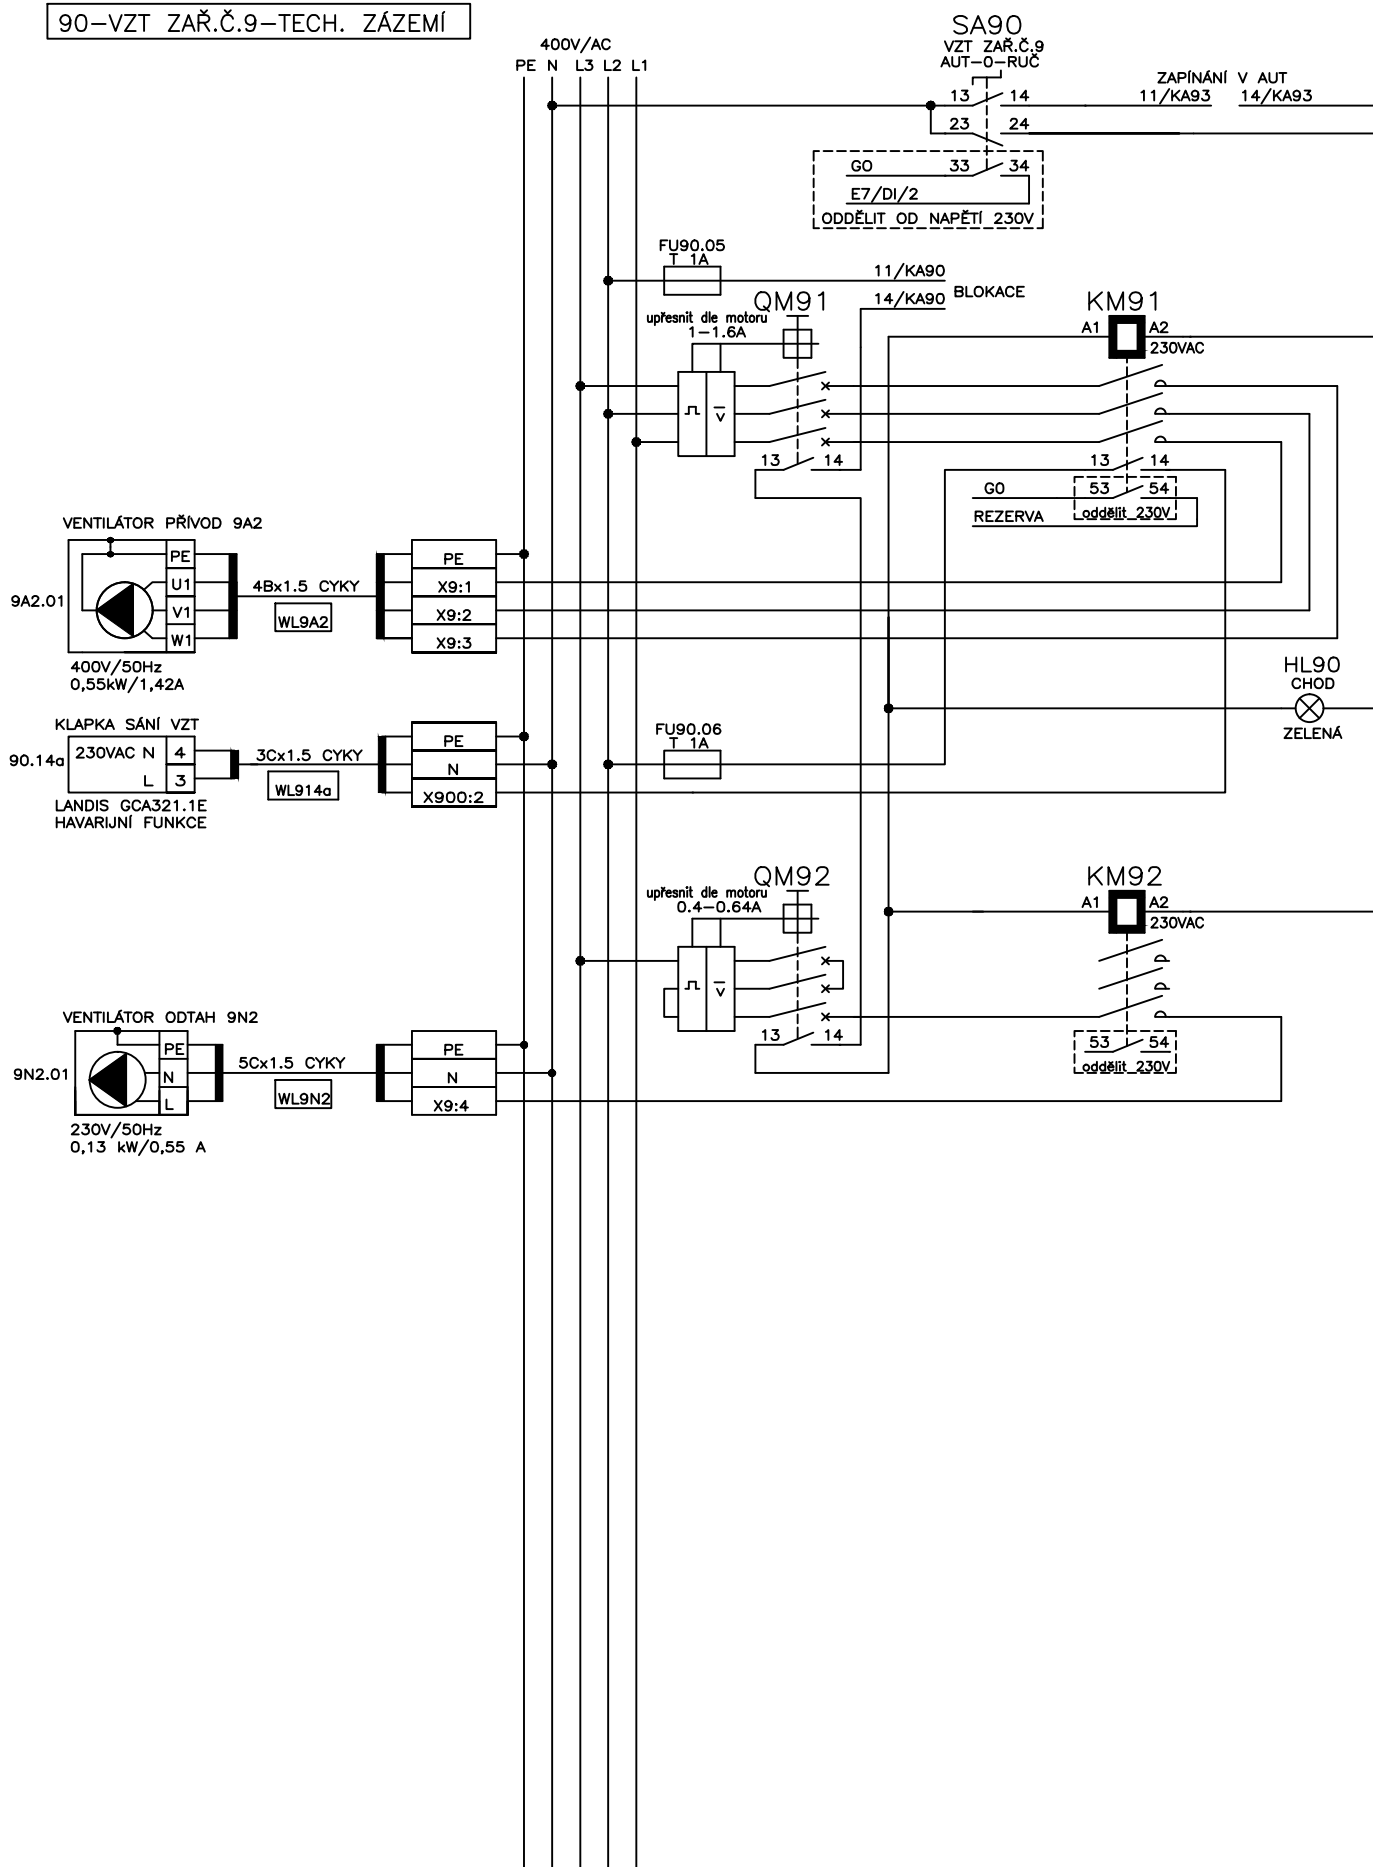 90-VZT ZAŘ.Č.9-TECH. ZÁZEMÍ
400V/AC
PE N L3 L2 L1
SA90
VZT ZAŘ.Č.9
AUT-0-RUČ
13 14
23 24
ZAPÍNÁNÍ V AUT
11/KA93 14/KA93
GO 33 34
E7/DI/2
ODDĚLIT OD NAPĚTÍ 230V
FU90.05
T 1A
11/KA90
14/KA90
BLOKACE
QM91
upřesnit dle motoru
1-1.6A
KM91
A1 A2
230VAC
13 14
13 14
GO 53 54
REZERVA oddělit 230V
VENTILÁTOR PŘÍVOD 9A2
9A2.01
PE
U1
V1
W1
4Bx1.5 CYKY
WL9A2
PE
X9:1
X9:2
X9:3
400V/50Hz
0,55kW/1,42A
HL90
CHOD
ZELENÁ
KLAPKA SÁNÍ VZT
90.14a
230VAC N 4
L 3
3Cx1.5 CYKY
WL914a
PE
N
X900:2
LANDIS GCA321.1E
HAVARIJNÍ FUNKCE
FU90.06
T 1A
QM92
upřesnit dle motoru
0.4-0.64A
KM92
A1 A2
230VAC
13 14
53 54
oddělit 230V
VENTILÁTOR ODTAH 9N2
9N2.01
PE
N
L
5Cx1.5 CYKY
WL9N2
PE
N
X9:4
230V/50Hz
0,13 kW/0,55 A